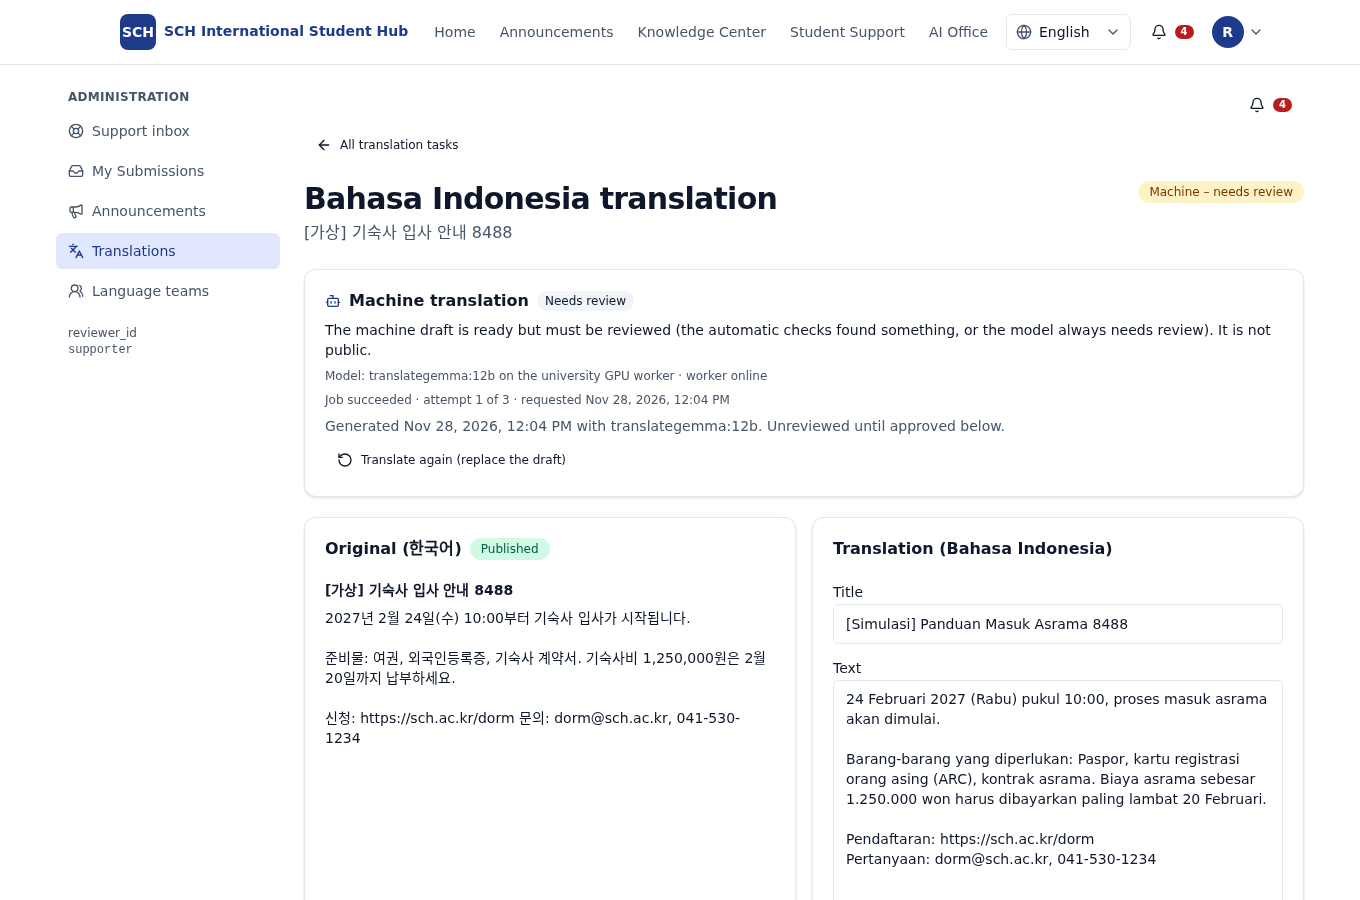 SCH SCH International Student Hub Home Announcements Knowledge Center Student Support AI Office English 4 R
ADMINISTRATION
Support inbox
My Submissions
Announcements
Translations
Language teams
reviewer_id
supporter
4
All translation tasks
Bahasa Indonesia translation
Machine – needs review
[가상] 기숙사 입사 안내 8488
Machine translation Needs review
The machine draft is ready but must be reviewed (the automatic checks found something, or the model always needs review). It is not
public.
Model: translategemma:12b on the university GPU worker · worker online
Job succeeded · attempt 1 of 3 · requested Nov 28, 2026, 12:04 PM
Generated Nov 28, 2026, 12:04 PM with translategemma:12b. Unreviewed until approved below.
Translate again (replace the draft)
Original (한국어) Published
[가상] 기숙사 입사 안내 8488
2027년 2월 24일(수) 10:00부터 기숙사 입사가 시작됩니다.
준비물: 여권, 외국인등록증, 기숙사 계약서. 기숙사비 1,250,000원은 2월
20일까지 납부하세요.
신청: https://sch.ac.kr/dorm 문의: dorm@sch.ac.kr, 041-530-
1234
Translation (Bahasa Indonesia)
Title
[Simulasi] Panduan Masuk Asrama 8488
Text
24 Februari 2027 (Rabu) pukul 10:00, proses masuk asrama
akan dimulai.
Barang-barang yang diperlukan: Paspor, kartu registrasi
orang asing (ARC), kontrak asrama. Biaya asrama sebesar
1.250.000 won harus dibayarkan paling lambat 20 Februari.
Pendaftaran: https://sch.ac.kr/dorm
Pertanyaan: dorm@sch.ac.kr, 041-530-1234